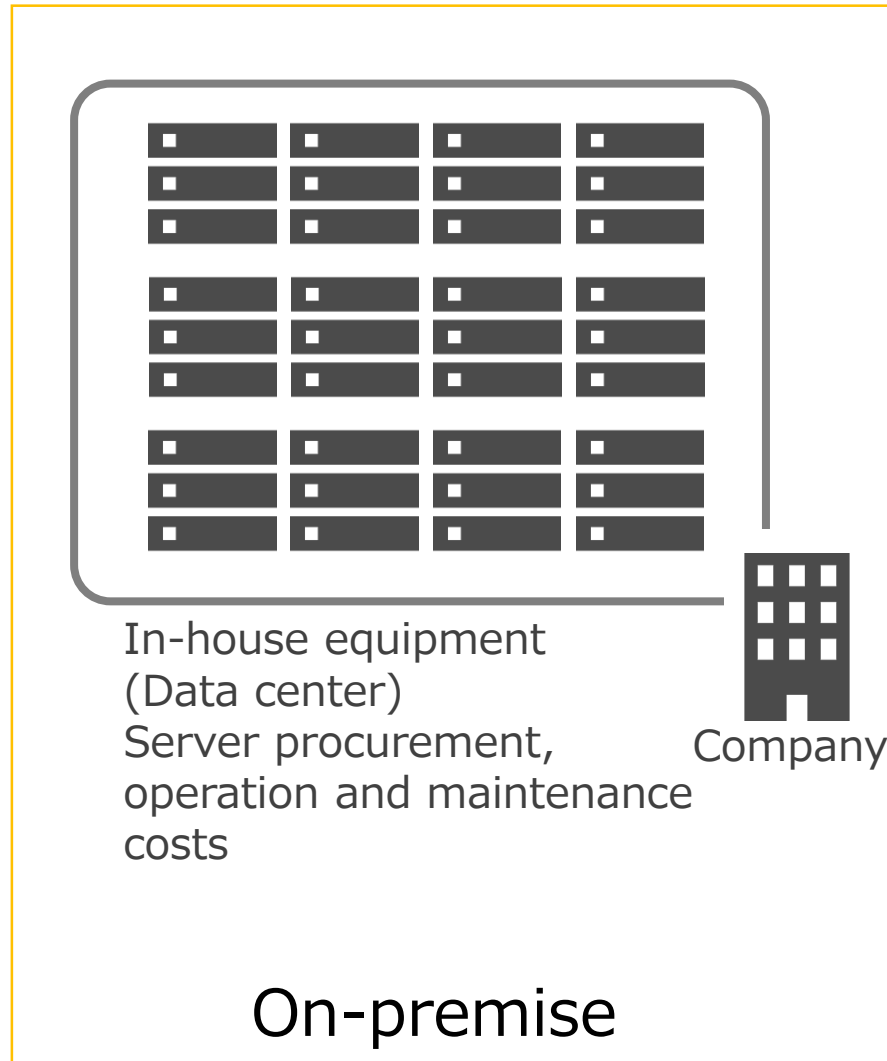 In-house equipment
(Data center)
Server procurement,
operation and maintenance
costs
Company
On-premise